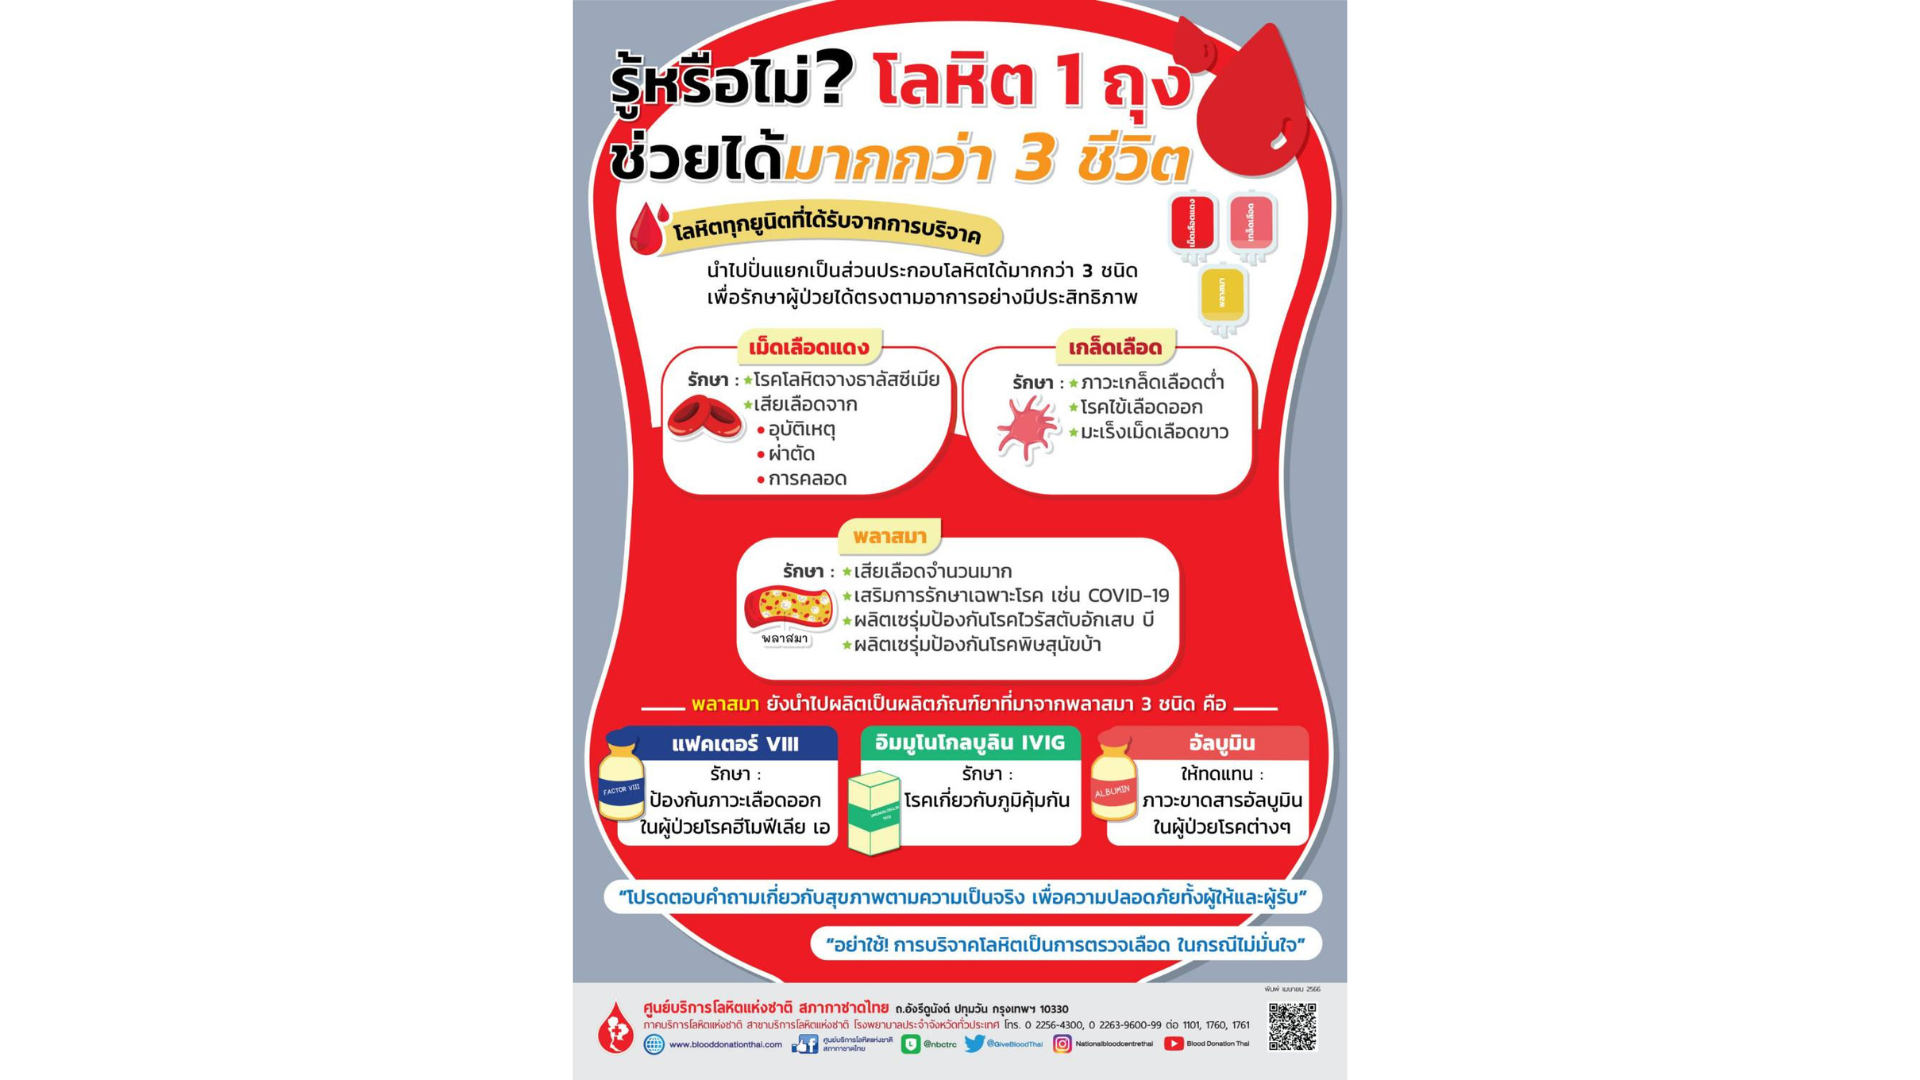 รู้หรือไม่? โลหิต 1 ถุง
ช่วยได้มากกว่า 3 ชีวิต
โลหิตทุกยูนิตที่ได้รับจากการบริจาค
นำไปปั่นแยกเป็นส่วนประกอบโลหิตได้มากกว่า 3 ชนิด
เพื่อรักษาผู้ป่วยได้ตรงตามอาการอย่างมีประสิทธิภาพ
เม็ดเลือดแดง
เกล็ดเลือด
พลาสมา
เม็ดเลือดแดง
รักษา : โรคโลหิตจางธาลัสซีเมีย
เสียเลือดจาก
อุบัติเหตุ
ผ่าตัด
การคลอด
เกล็ดเลือด
รักษา : ภาวะเกล็ดเลือดต่ำ
โรคไข้เลือดออก
มะเร็งเม็ดเลือดขาว
พลาสมา
รักษา : เสียเลือดจำนวนมาก
เสริมการรักษาเฉพาะโรค เช่น COVID-19
ผลิตเซรุ่มป้องกันโรคไวรัสตับอักเสบ บี
ผลิตเซรุ่มป้องกันโรคพิษสุนัขบ้า
พลาสมา
พลาสมา ยังนำไปผลิตเป็นผลิตภัณฑ์ยาที่มาจากพลาสมา 3 ชนิด คือ
แฟคเตอร์ VIII
รักษา :
ป้องกันภาวะเลือดออก
ในผู้ป่วยโรคฮีโมฟีเลีย เอ
FACTOR VIII
อิมมูโนโกลบูลิน IVIG
รักษา :
โรคเกี่ยวกับภูมิคุ้มกัน
อัลบูมิน
ให้ทดแทน :
ภาวะขาดสารอัลบูมิน
ในผู้ป่วยโรคต่างๆ
ALBUMIN
"โปรดตอบคำถามเกี่ยวกับสุขภาพตามความเป็นจริง เพื่อความปลอดภัยทั้งผู้ให้และผู้รับ"
"อย่าใช้! การบริจาคโลหิตเป็นการตรวจเลือด ในกรณีไม่มั่นใจ"
พิมพ์ เมษายน 2566
ศูนย์บริการโลหิตแห่งชาติ สภากาชาดไทย ถ.อังรีดูนังต์ ปทุมวัน กรุงเทพฯ 10330
ภาคบริการโลหิตแห่งชาติ สาขาบริการโลหิตแห่งชาติ โรงพยาบาลประจำจังหวัดทั่วประเทศ โทร. 0 2256-4300, 0 2263-9600-99 ต่อ 1101, 1760, 1761
www.blooddonationthai.com
ศูนย์บริการโลหิตแห่งชาติ
สภากาชาดไทย
@nbctrc
@GiveBloodThai
Nationalbloodcentrethai
Blood Donation Thai